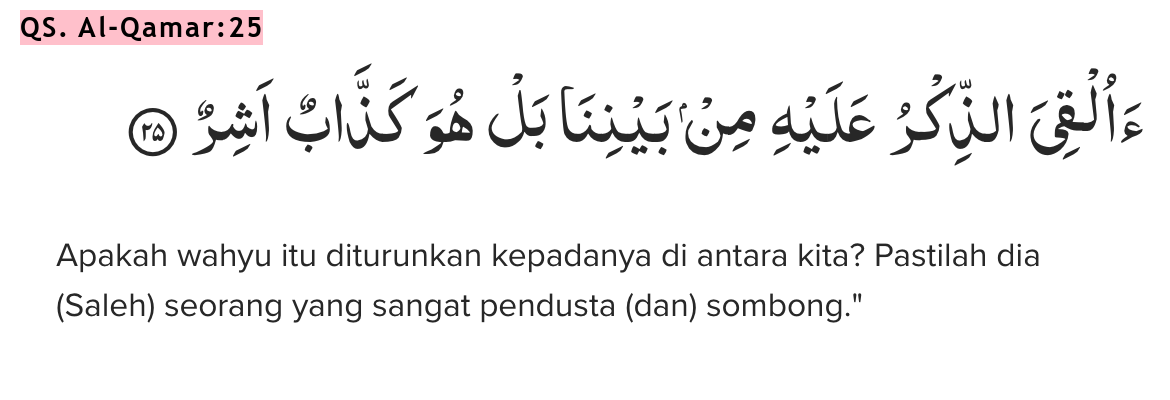 QS. Al-Qamar:25
ءَاُلْقِيَ الذِّكْرُ عَلَيْهِ مِنْۢ بَيْنِنَا بَلْ هُوَ كَذَّابٌ اَشِرٌ ٢٥
Apakah wahyu itu diturunkan kepadanya di antara kita? Pastilah dia
(Saleh) seorang yang sangat pendusta (dan) sombong."